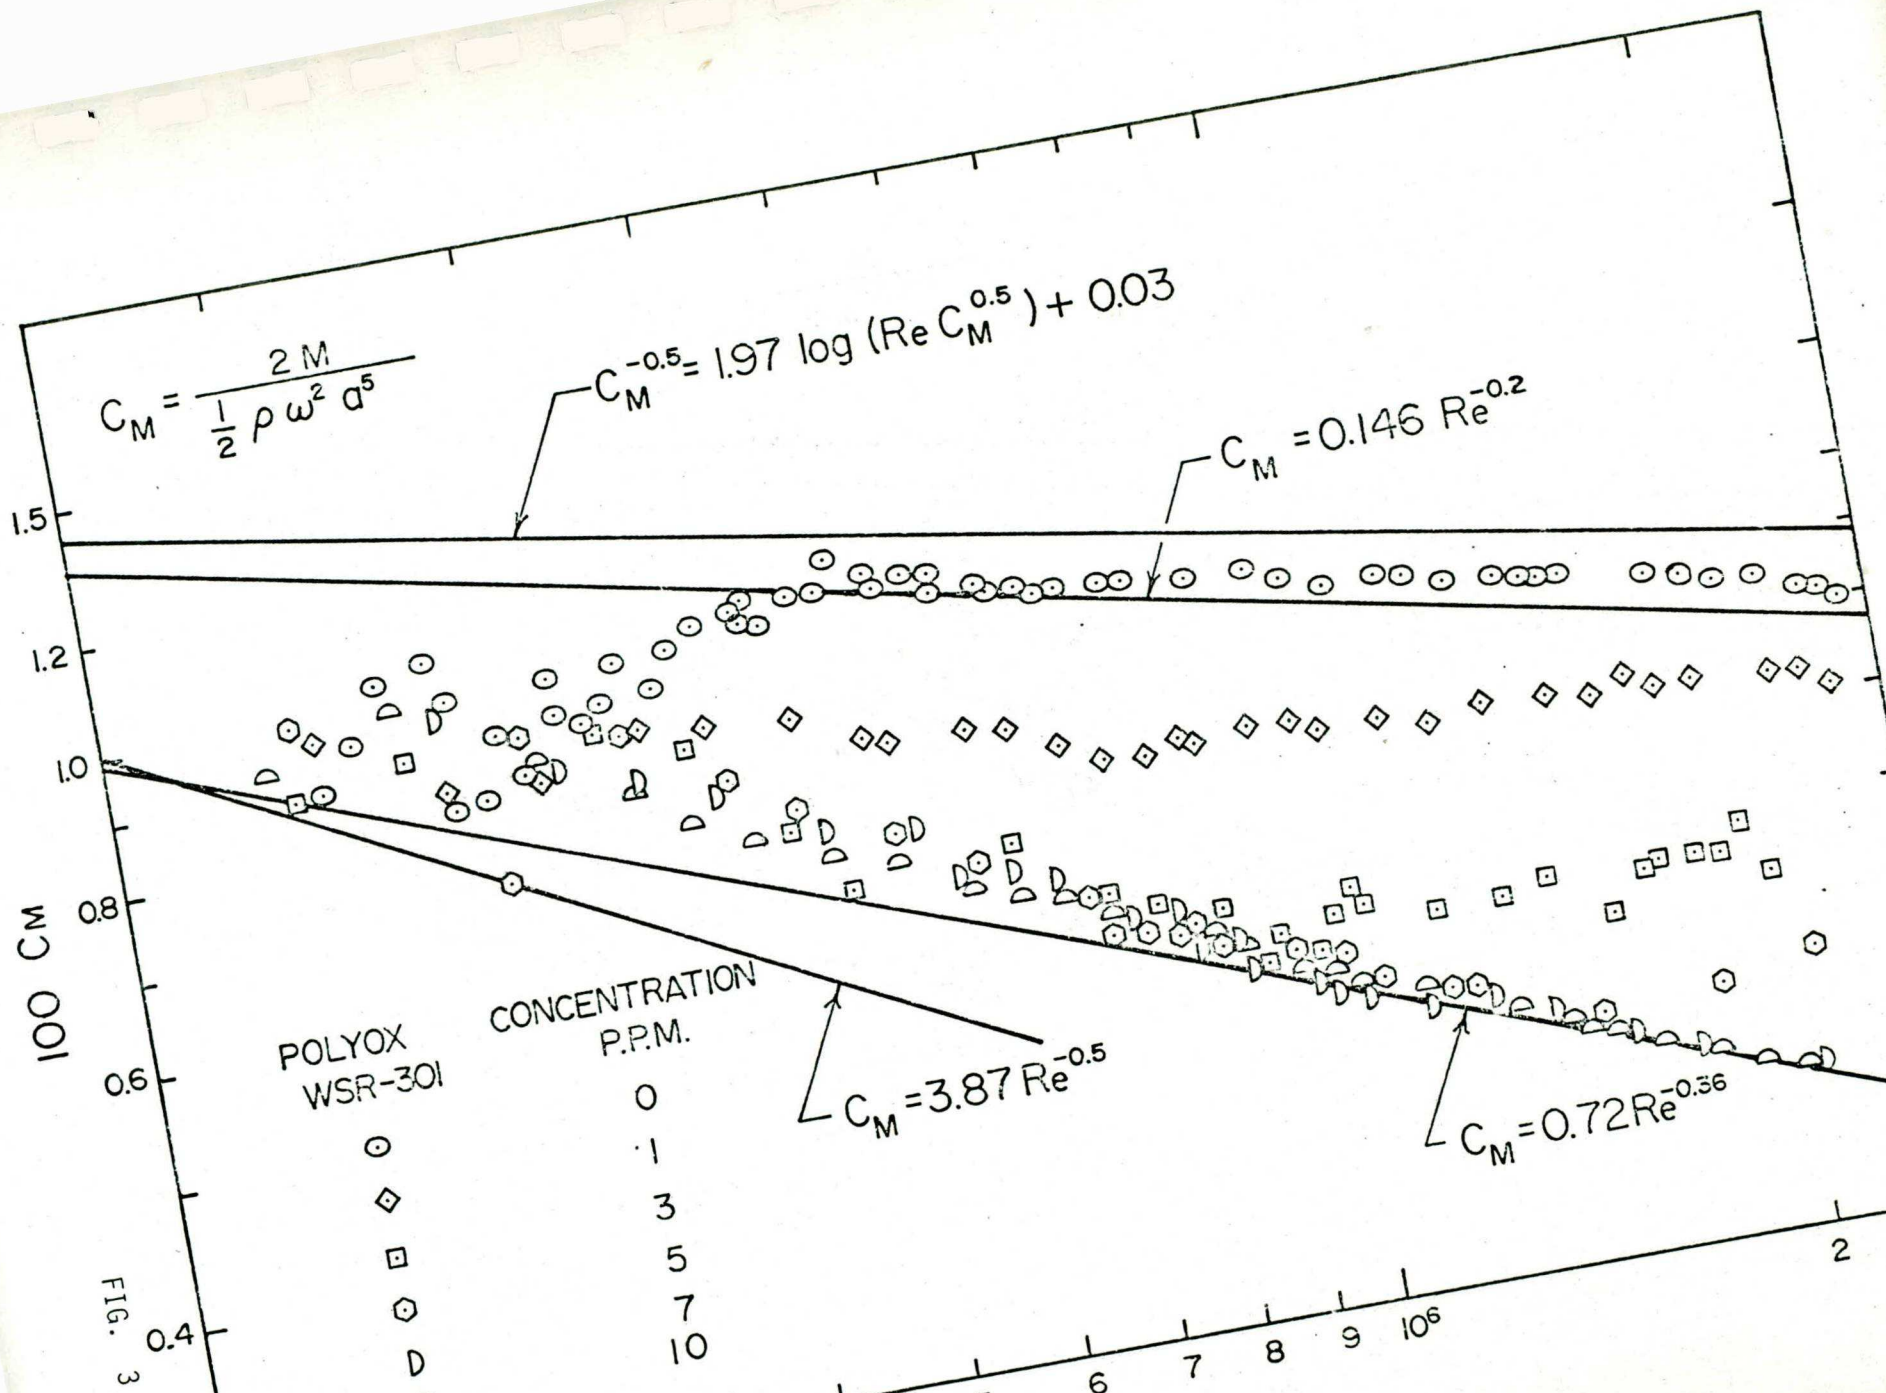 C_M = 2 M / (1/2 ρ ω² a⁵)
C_M^-0.5 = 1.97 log (Re C_M^0.5) + 0.03
C_M = 0.146 Re^-0.2
1.5
1.2
1.0
0.8
0.6
0.4
100 C_M
POLYOX
WSR-301
CONCENTRATION
P.P.M.
0
1
3
5
7
10
C_M = 3.87 Re^-0.5
C_M = 0.72 Re^-0.36
6
7
8
9
10⁶
2
FIG. 3